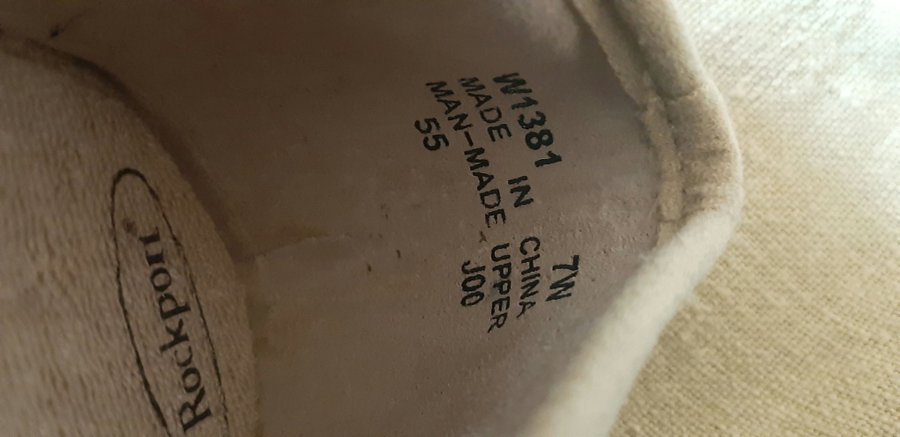 W1381 7W
MADE IN CHINA
MAN-MADE UPPER
55 J00
Rockport®